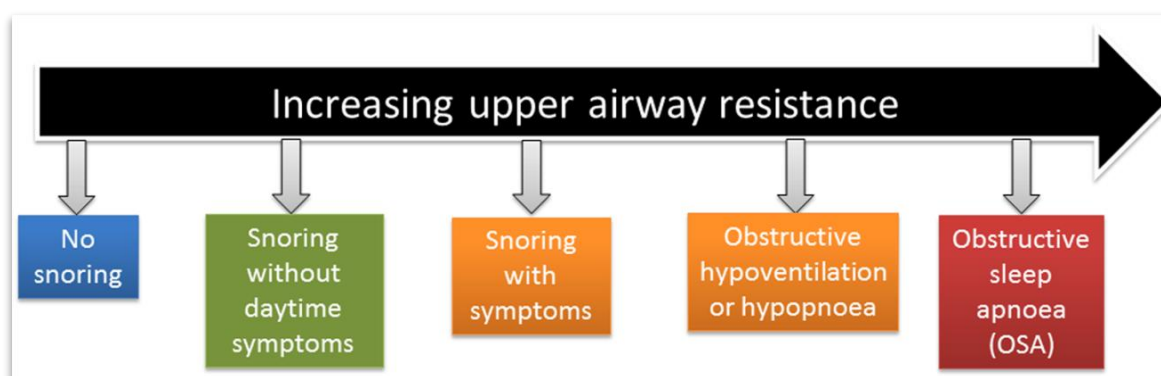 Increasing upper airway resistance
No
snoring
Snoring
without
daytime
symptoms
Snoring
with
symptoms
Obstructive
hypoventilation
or hypopnoea
Obstructive
sleep
apnoea
(OSA)